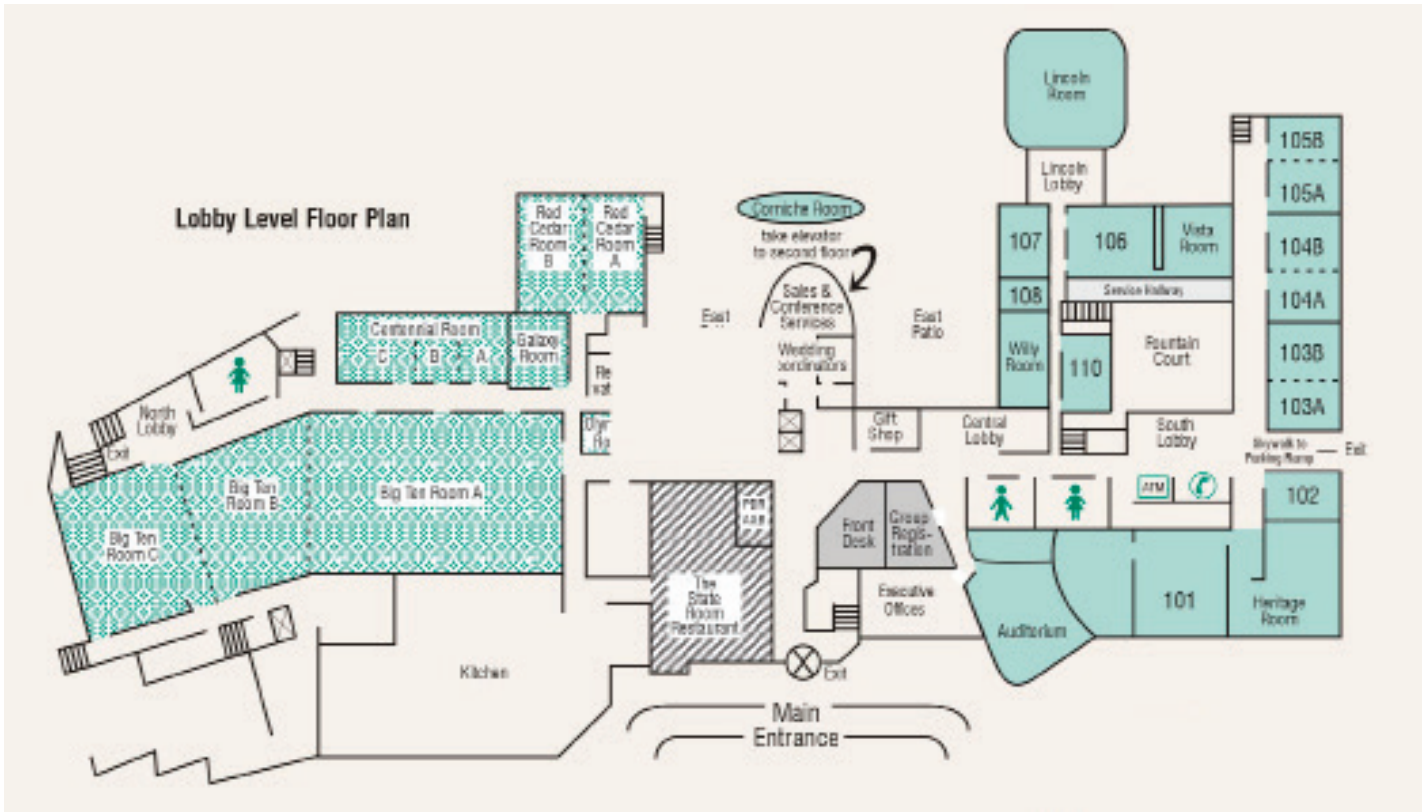 Lobby Level Floor Plan
Lincoln
Room
Lincoln
Lobby
105B
105A
104B
104A
103B
103A
102
107
106
Vista
Room
108
Service Hallway
Willy
Room
110
Fountain
Court
Corniche Room
take elevator
to second floor
Sales &
Conference
Services
Wedding
East
East
Patio
Red
Cedar
Room
B
Red
Cedar
Room
A
Centennial Room
C
B
A
Galaxy
Room
North
Lobby
Exit
Big Ten
Room C
Big Ten
Room B
Big Ten Room A
Gift
Shop
Central
Lobby
South
Lobby
Skywalk to
Parking Ramp
Exit
ATM
Front
Desk
Group
Regis-
tration
Executive
Offices
Auditorium
101
Heritage
Room
The
State
Room
Restaurant
Kitchen
Exit
Main
Entrance